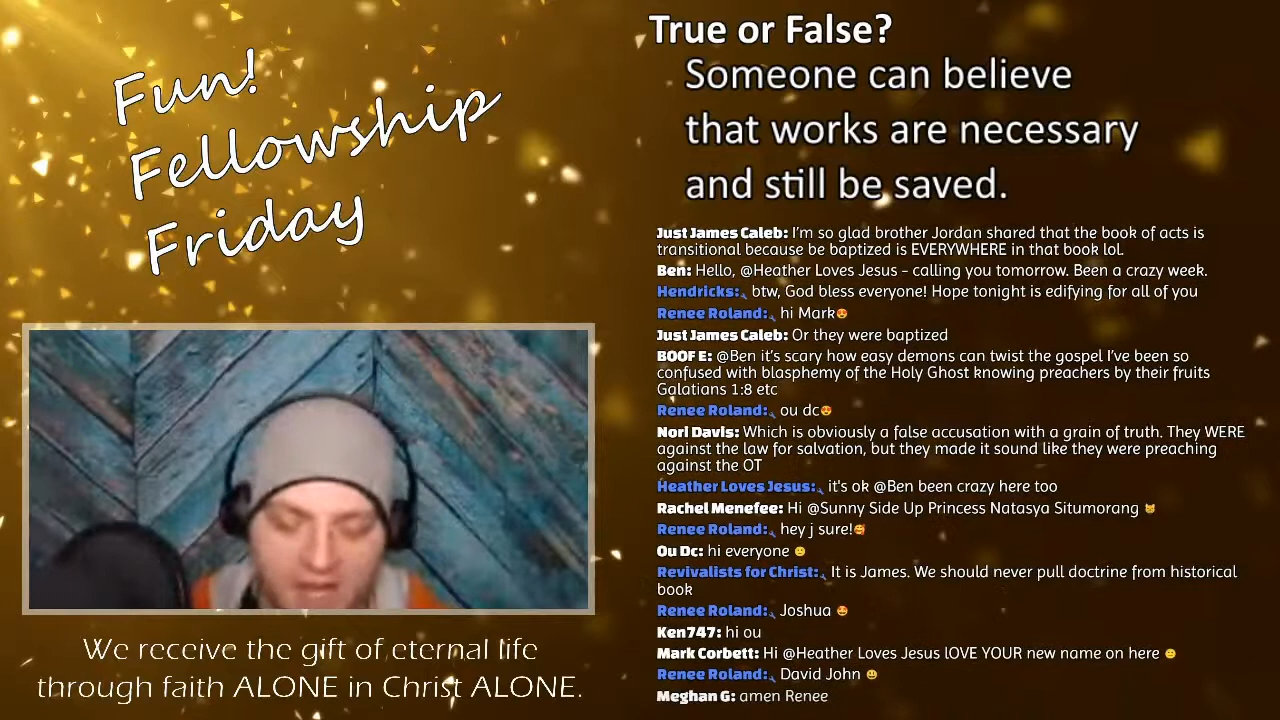 Fun!
Fellowship
Friday
We receive the gift of eternal life
through faith ALONE in Christ ALONE.
True or False?
Someone can believe
that works are necessary
and still be saved.
Just James Caleb: I'm so glad brother Jordan shared that the book of acts is
transitional because be baptized is EVERYWHERE in that book lol.
Ben: Hello, @Heather Loves Jesus - calling you tomorrow. Been a crazy week.
Hendricks: btw, God bless everyone! Hope tonight is edifying for all of you
Renee Roland: hi Mark😍
Just James Caleb: Or they were baptized
BOOF E: @Ben it's scary how easy demons can twist the gospel I've been so
confused with blasphemy of the Holy Ghost knowing preachers by their fruits
Galatians 1:8 etc
Renee Roland: ou dc😍
Nori Davis: Which is obviously a false accusation with a grain of truth. They WERE
against the law for salvation, but they made it sound like they were preaching
against the OT
Heather Loves Jesus: it's ok @Ben been crazy here too
Rachel Menefee: Hi @Sunny Side Up Princess Natasya Situmorang
Renee Roland: hey j sure!🥰
Ou Dc: hi everyone 🙂
Revivalists for Christ: It is James. We should never pull doctrine from historical
book
Renee Roland: Joshua 🤩
Ken747: hi ou
Mark Corbett: Hi @Heather Loves Jesus lOVE YOUR new name on here 🙂
Renee Roland: David John 😃
Meghan G: amen Renee